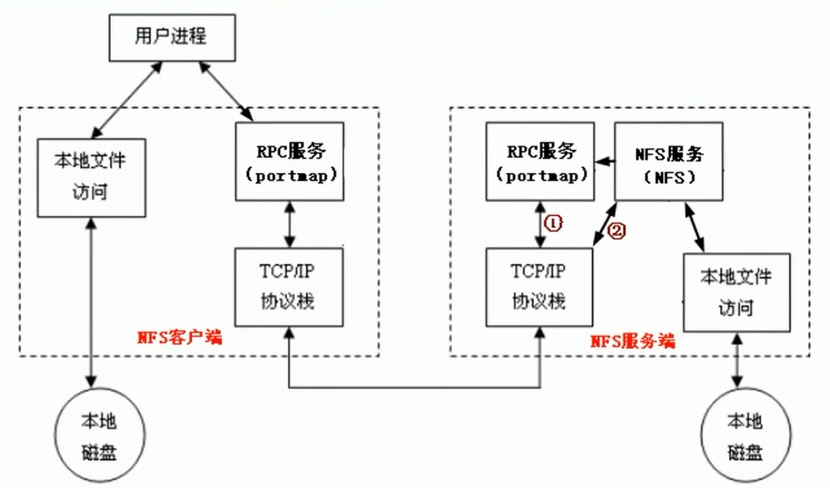 用户进程
本地文件
访问
RPC服务
(portmap)
TCP/IP
协议栈
NFS客户端
本地
磁盘
RPC服务
(portmap)
NFS服务
(NFS)
①
②
TCP/IP
协议栈
本地文件
访问
NFS服务端
本地
磁盘